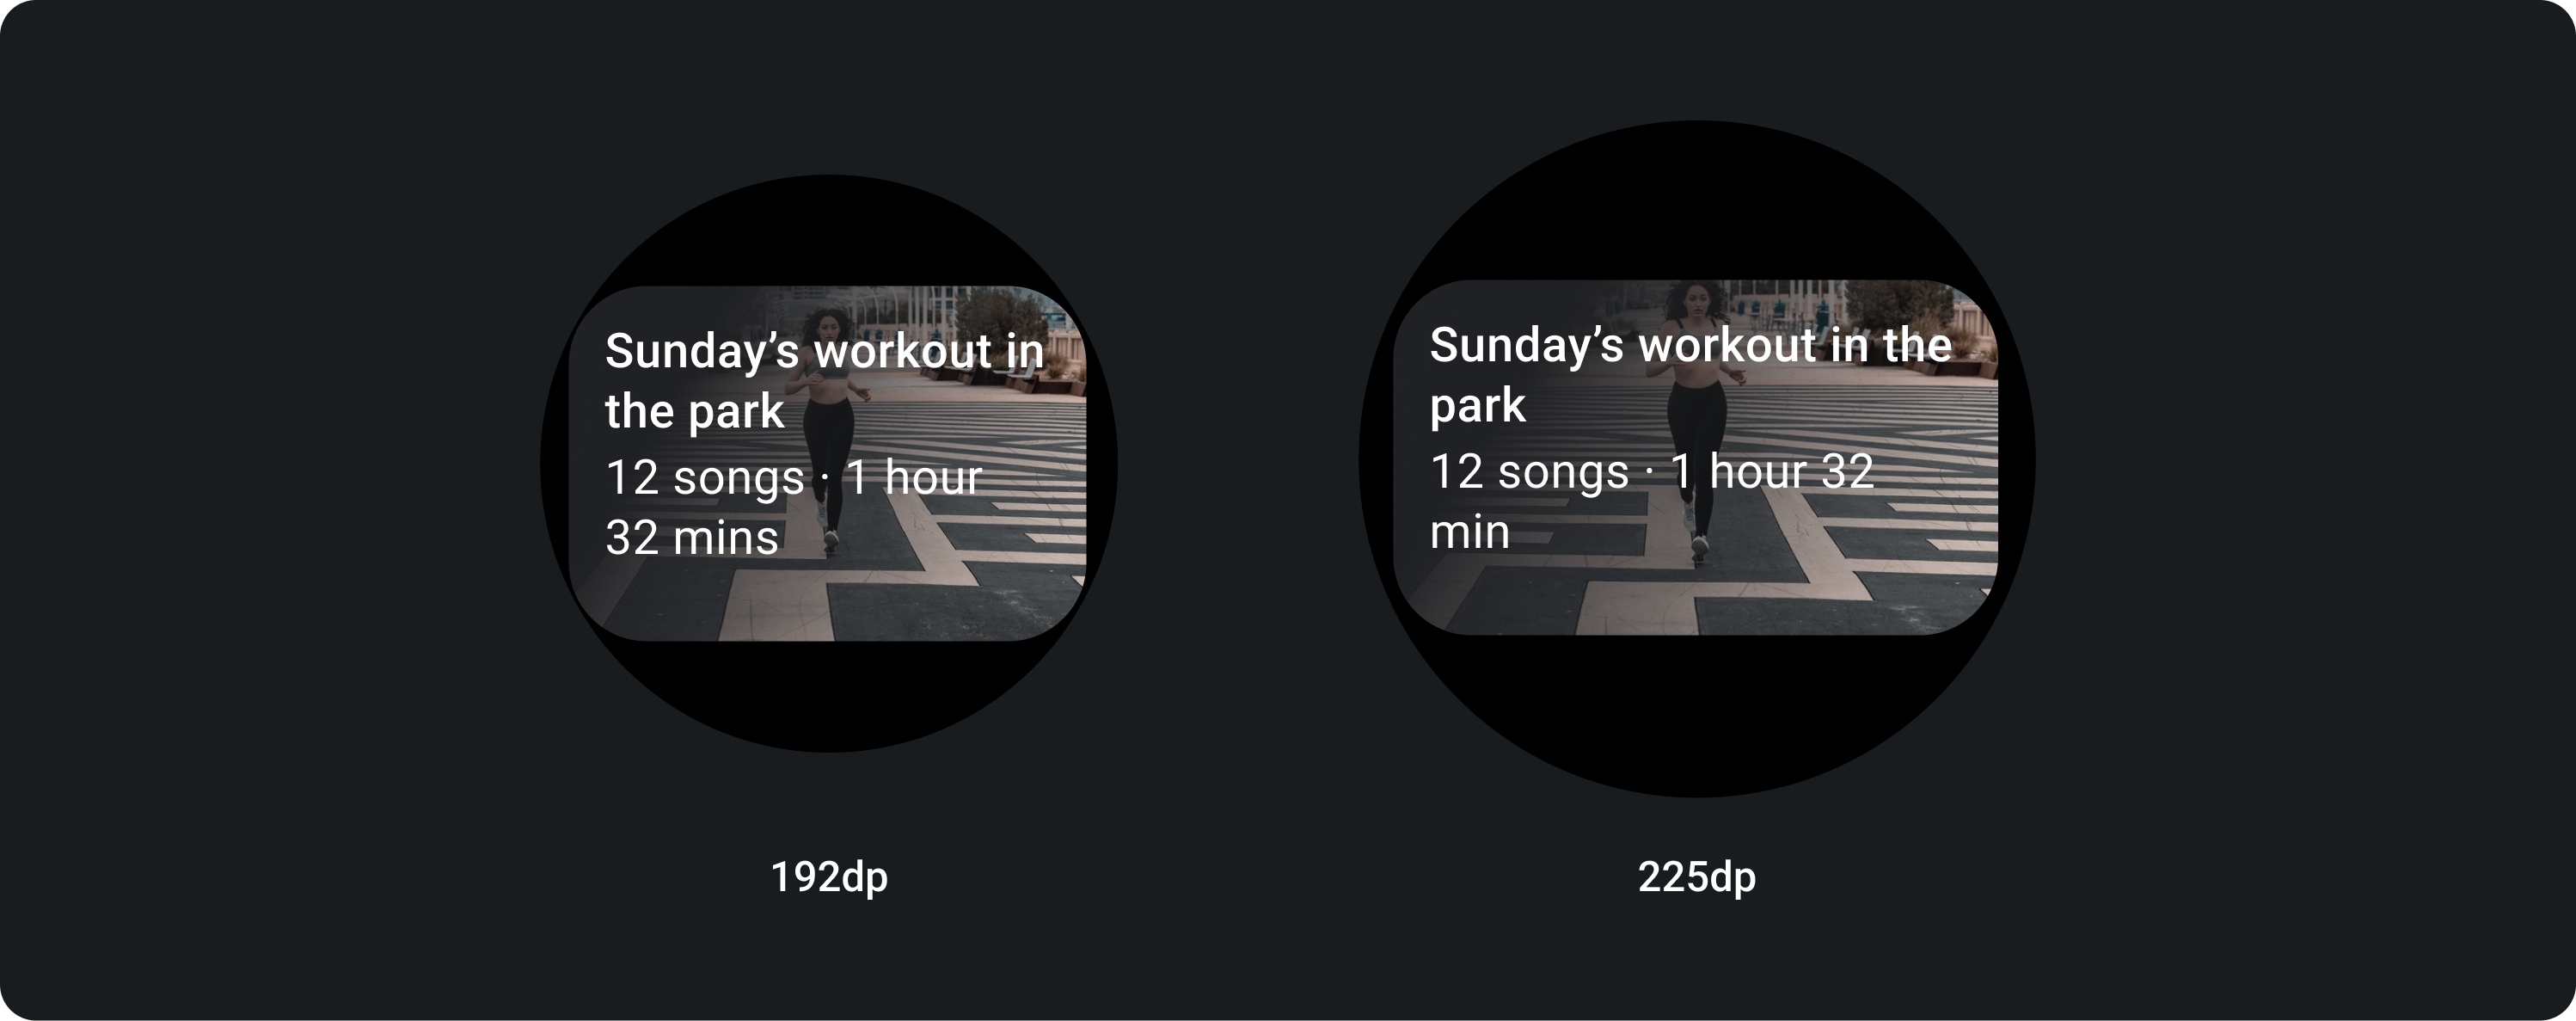 Sunday’s workout in
the park
12 songs · 1 hour
32 mins
192dp
Sunday’s workout in the
park
12 songs · 1 hour 32
min
225dp